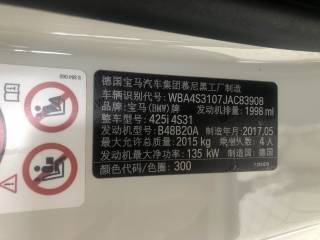 德国宝马汽车集团慕尼黑工厂制造
车辆识别代号: WBA4S3107JAC83908
品牌: 宝马(BMW) 发动机排量: 1998 ml
整车型号: 425i 4S31
发动机型号: B48B20A 制造年月: 2017.05
最大允许总质量: 2015 kg 乘坐人数: 4 人
发动机最大净功率: 135 kW 制造国: 德国
颜色代码/色圈: 300